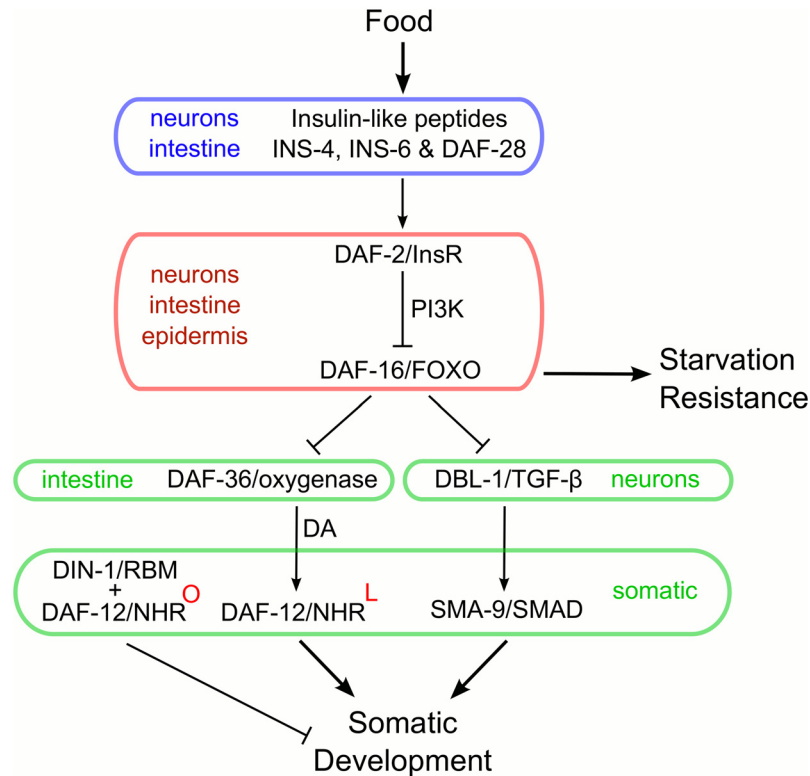 Food
neurons
intestine
Insulin-like peptides
INS-4, INS-6 & DAF-28
DAF-2/InsR
neurons
intestine
epidermis
PI3K
DAF-16/FOXO
Starvation
Resistance
intestine
DAF-36/oxygenase
DBL-1/TGF-β
neurons
DA
DIN-1/RBM
+
DAF-12/NHR O
DAF-12/NHR L
SMA-9/SMAD
somatic
Somatic
Development